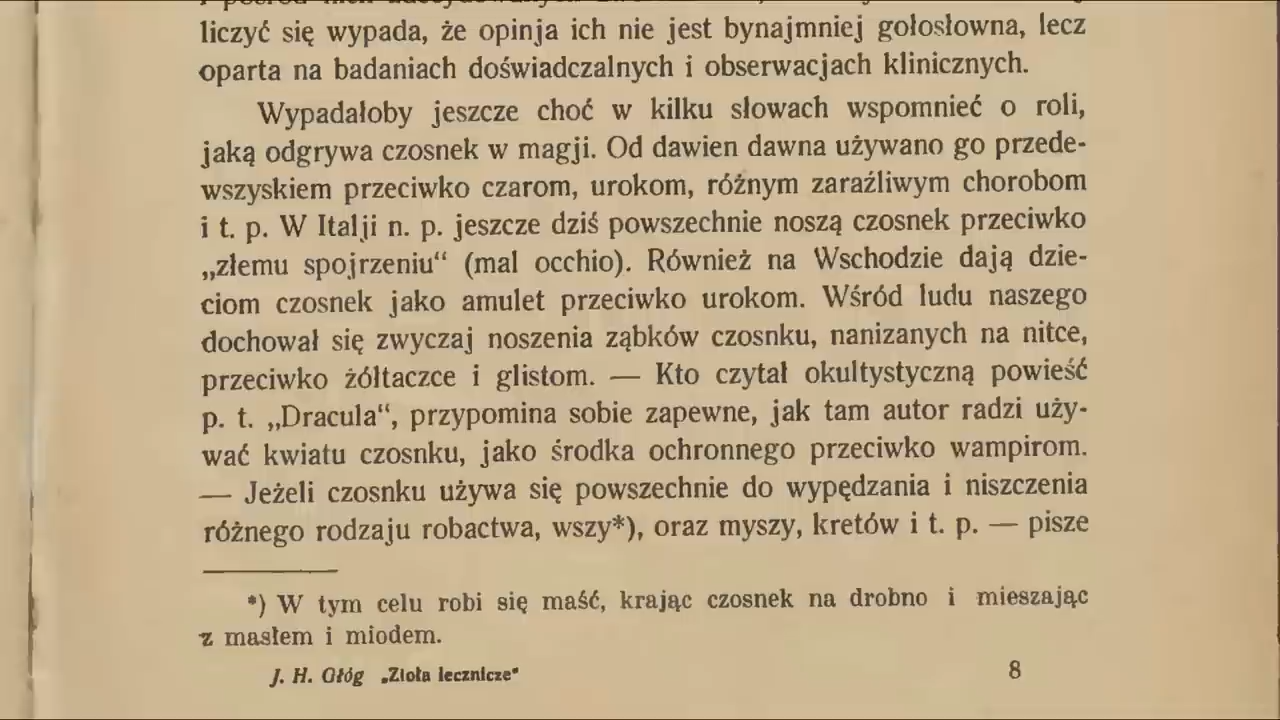 liczyć się wypada, że opinja ich nie jest bynajmniej gołosłowna, lecz
oparta na badaniach doświadczalnych i obserwacjach klinicznych.
Wypadałoby jeszcze choć w kilku słowach wspomnieć o roli,
jaką odgrywa czosnek w magji. Od dawien dawna używano go przede-
wszyskiem przeciwko czarom, urokom, różnym zaraźliwym chorobom
i t. p. W Italji n. p. jeszcze dziś powszechnie noszą czosnek przeciwko
„złemu spojrzeniu“ (mal occhio). Również na Wschodzie dają dzie-
ciom czosnek jako amulet przeciwko urokom. Wśród ludu naszego
dochował się zwyczaj noszenia ząbków czosnku, nanizanych na nitce,
przeciwko żółtaczce i glistom. — Kto czytał okultystyczną powieść
p. t. „Dracula“, przypomina sobie zapewne, jak tam autor radzi uży-
wać kwiatu czosnku, jako środka ochronnego przeciwko wampirom.
— Jeżeli czosnku używa się powszechnie do wypędzania i niszczenia
różnego rodzaju robactwa, wszy*), oraz myszy, kretów i t. p. — pisze
*) W tym celu robi się maść, krając czosnek na drobno i mieszając
z masłem i miodem.
J. H. Głóg „Zioła lecznicze“ 8